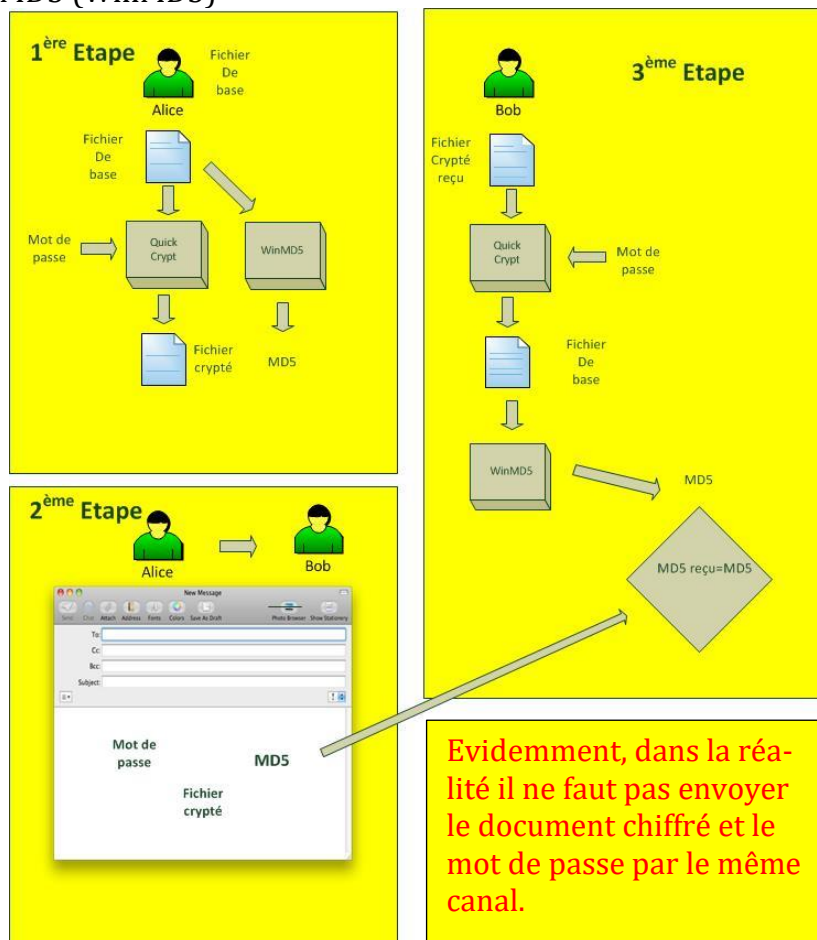 MD5 (WinMD5)
1ère Etape
Fichier
De
base
Alice
Fichier
De
base
Mot de
passe
Quick
Crypt
WinMD5
Fichier
crypté
MD5
2ème Etape
Alice
Bob
New Message
Send
Chat
Attach
Address
Fonts
Colors
Save As Draft
Photo Browser
Show Stationery
To:
Cc:
Bcc:
Subject:
Mot de
passe
MD5
Fichier
crypté
3ème Etape
Bob
Fichier
Crypté
reçu
Quick
Crypt
Mot de
passe
Fichier
De
base
WinMD5
MD5
MD5 reçu=MD5
Evidemment, dans la réa-
lité il ne faut pas envoyer
le document chiffré et le
mot de passe par le même
canal.